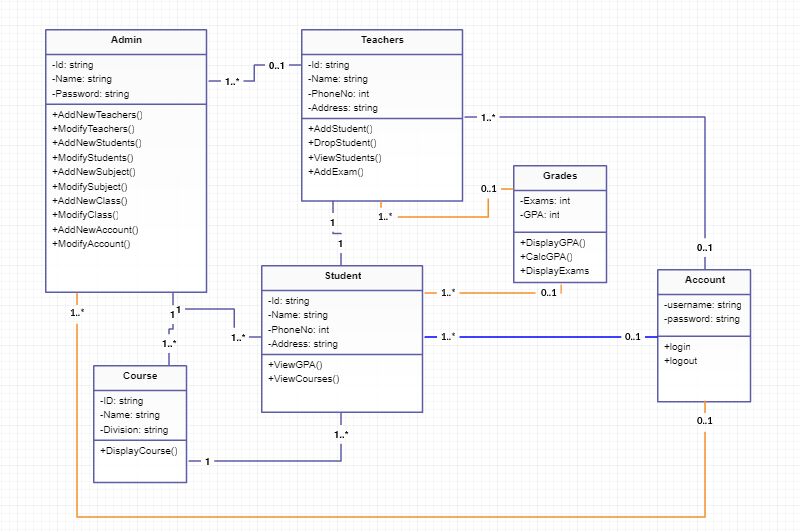 Admin
-Id: string
-Name: string
-Password: string
+AddNewTeachers()
+ModifyTeachers()
+AddNewStudents()
+ModifyStudents()
+AddNewSubject()
+ModifySubject()
+AddNewClass()
+ModifyClass()
+AddNewAccount()
+ModifyAccount()
1..*
0..1
Teachers
-Id: string
-Name: string
-PhoneNo: int
-Address: string
+AddStudent()
+DropStudent()
+ViewStudents()
+AddExam()
1..*
0..1
1..*
0..1
Grades
-Exams: int
-GPA: int
+DisplayGPA()
+CalcGPA()
+DisplayExams
1
1
Student
-Id: string
-Name: string
-PhoneNo: int
-Address: string
+ViewGPA()
+ViewCourses()
1..*
0..1
1..*
0..1
Account
-username: string
-password: string
+login
+logout
0..1
1..*
1
1
1..*
1..*
Course
-ID: string
-Name: string
-Division: string
+DisplayCourse()
1
1..*